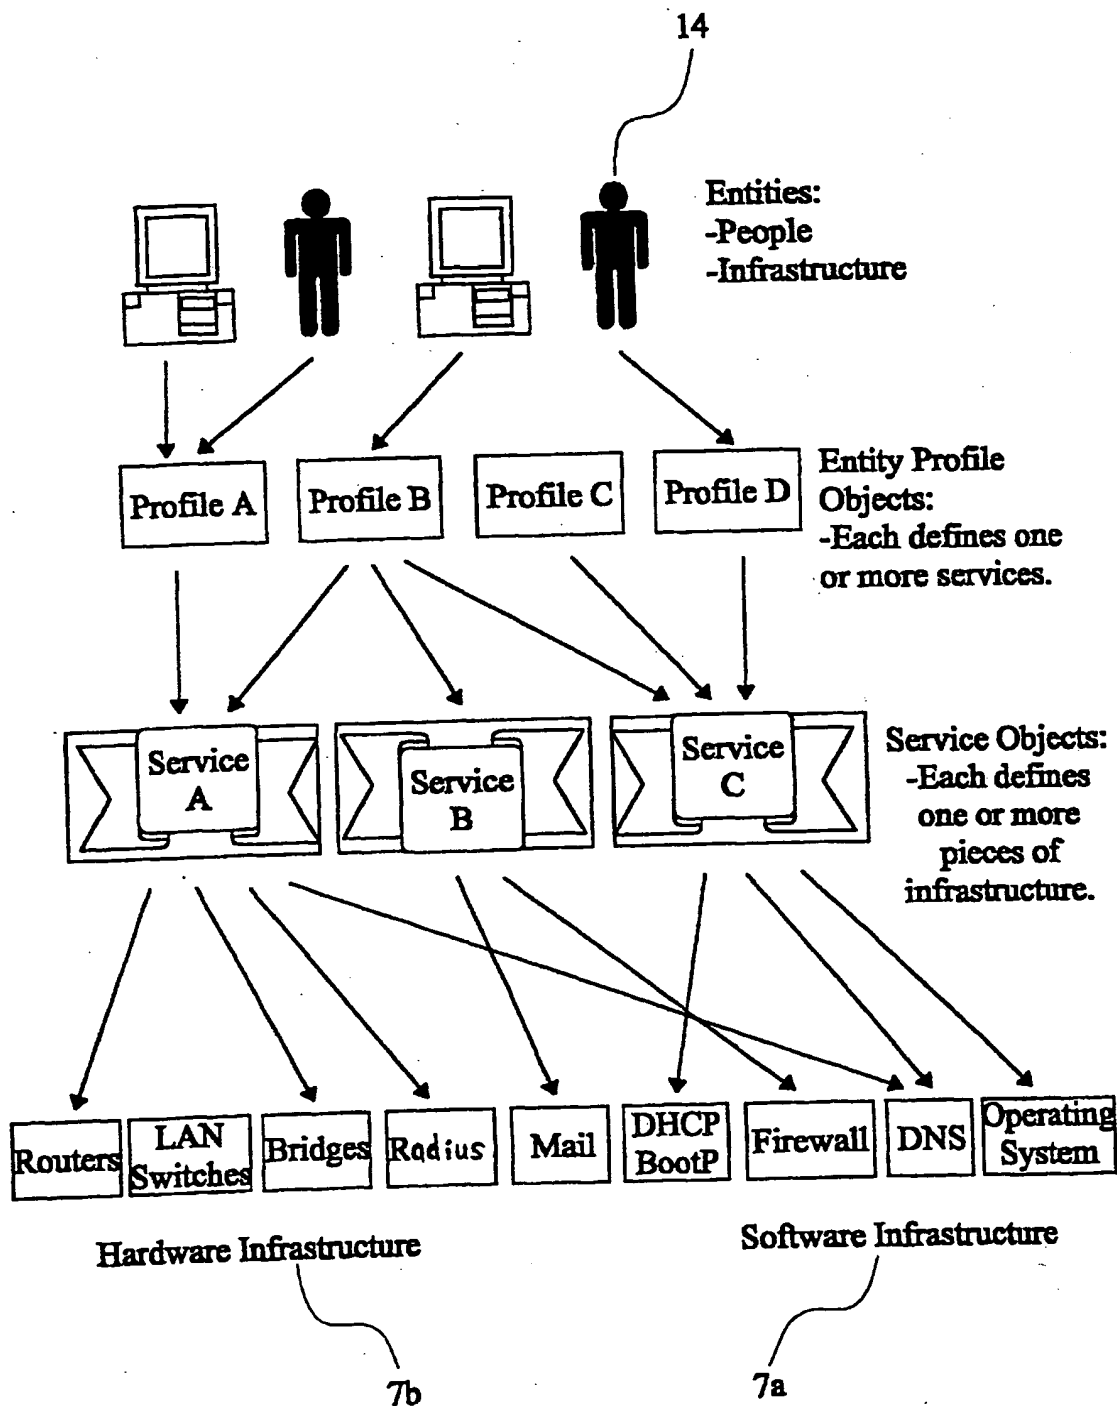 14
Entities:
-People
-Infrastructure
Profile A
Profile B
Profile C
Profile D
Entity Profile
Objects:
-Each defines one
or more services.
Service
A
Service
B
Service
C
Service Objects:
-Each defines
one or more
pieces of
infrastructure.
Routers
LAN
Switches
Bridges
Radius
Mail
DHCP
BootP
Firewall
DNS
Operating
System
Hardware Infrastructure
Software Infrastructure
7b
7a